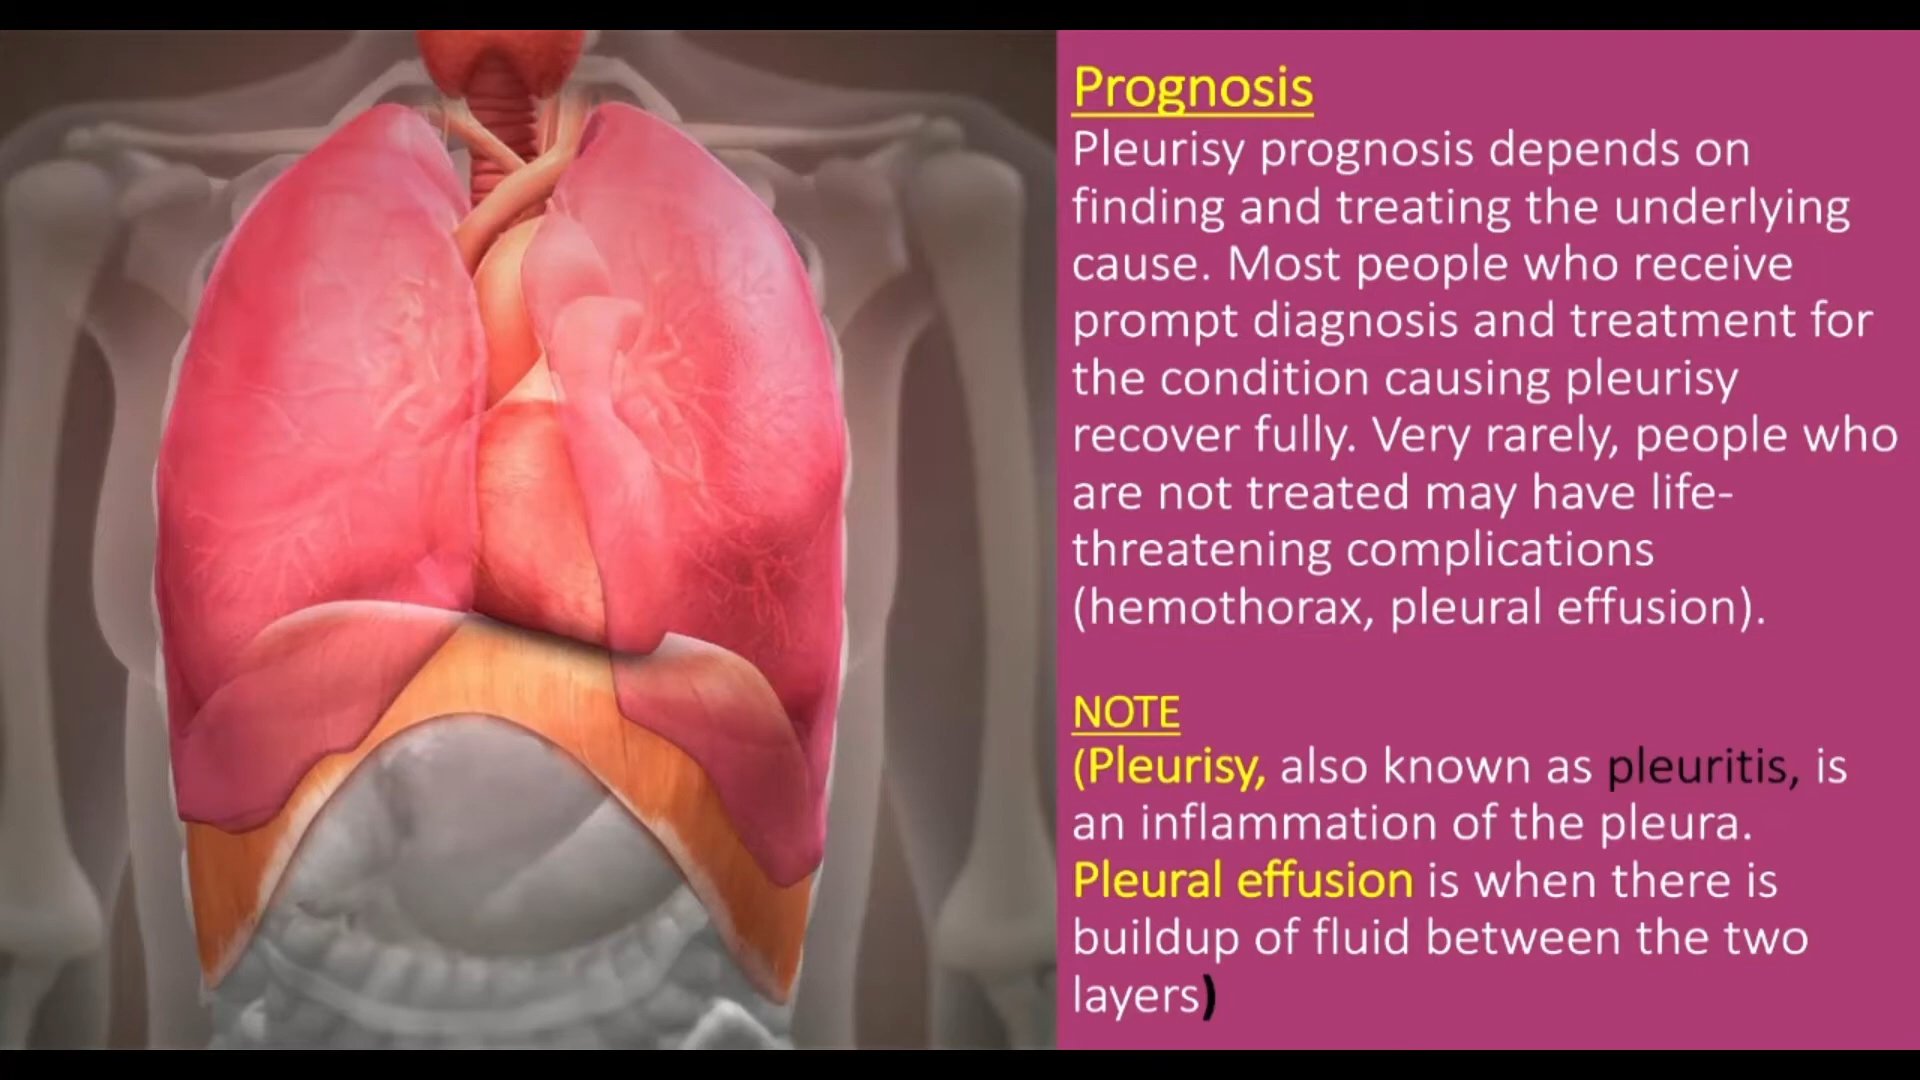 Prognosis
Pleurisy prognosis depends on
finding and treating the underlying
cause. Most people who receive
prompt diagnosis and treatment for
the condition causing pleurisy
recover fully. Very rarely, people who
are not treated may have life-
threatening complications
(hemothorax, pleural effusion).
NOTE
(Pleurisy, also known as pleuritis, is
an inflammation of the pleura.
Pleural effusion is when there is
buildup of fluid between the two
layers)